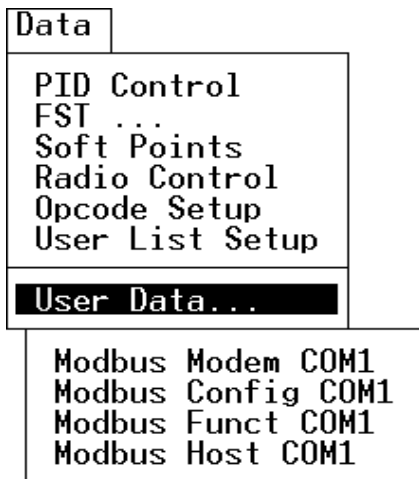 Data
PID Control
FST ...
Soft Points
Radio Control
Opcode Setup
User List Setup
User Data...
Modbus Modem COM1
Modbus Config COM1
Modbus Funct COM1
Modbus Host COM1